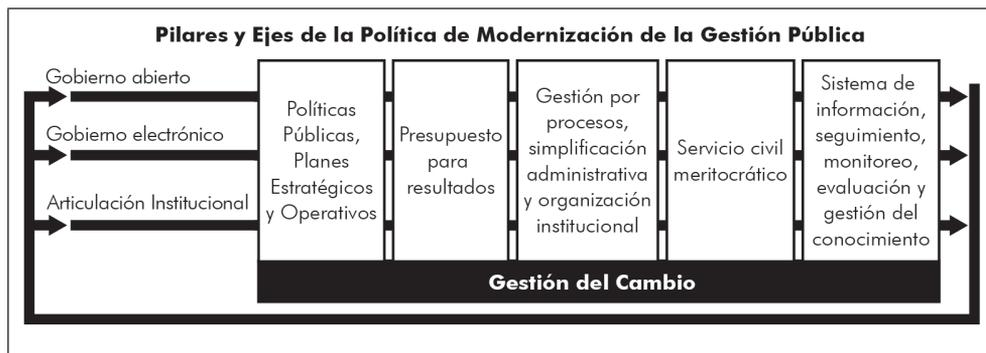 Pilares y Ejes de la Política de Modernización de la Gestión Pública
Gobierno abierto
Gobierno electrónico
Articulación Institucional
Políticas
Públicas,
Planes
Estratégicos
y Operativos
Presupuesto
para
resultados
Gestión por
procesos,
simplificación
administrativa
y organización
institucional
Servicio civil
meritocrático
Sistema de
información,
seguimiento,
monitoreo,
evaluación y
gestión del
conocimiento
Gestión del Cambio